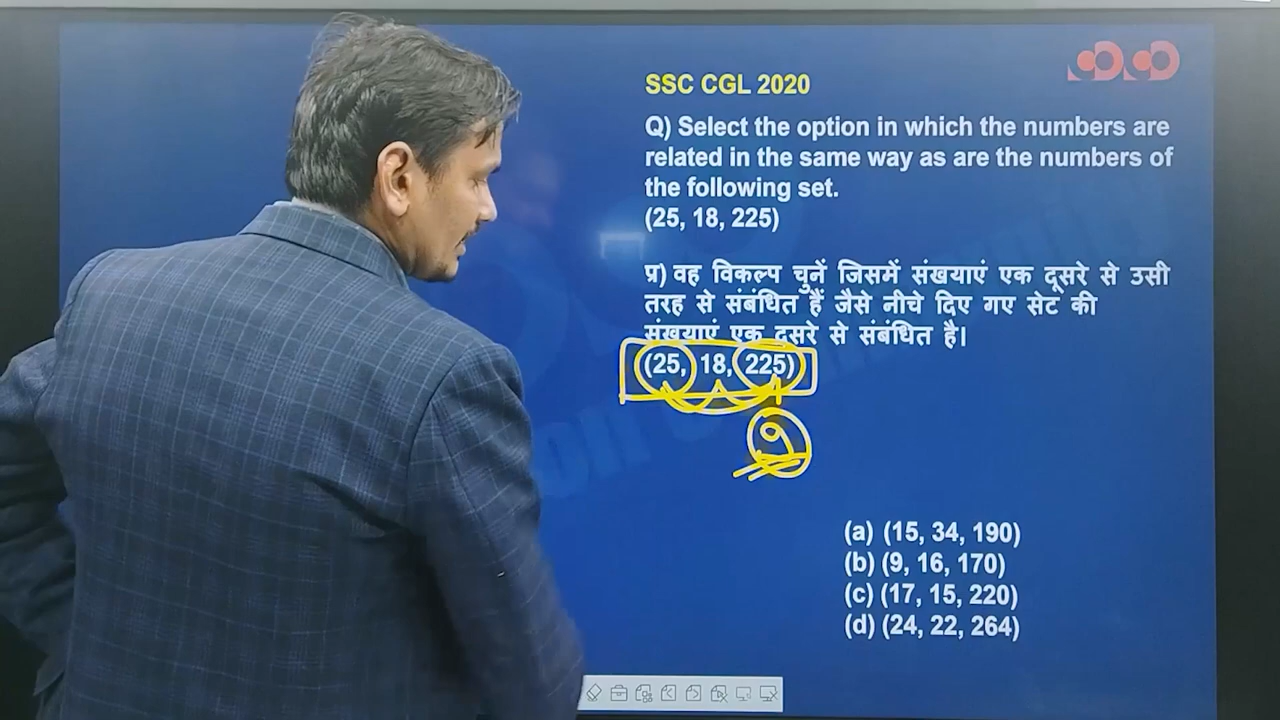 SSC CGL 2020
Q) Select the option in which the numbers are
related in the same way as are the numbers of
the following set.
(25, 18, 225)
प्र) वह विकल्प चुनें जिसमें संखयाएं एक दूसरे से उसी
तरह से संबंधित हैं जैसे नीचे दिए गए सेट की
संखयाएं एक दूसरे से संबंधित है।
(25, 18, 225)
(a) (15, 34, 190)
(b) (9, 16, 170)
(c) (17, 15, 220)
(d) (24, 22, 264)